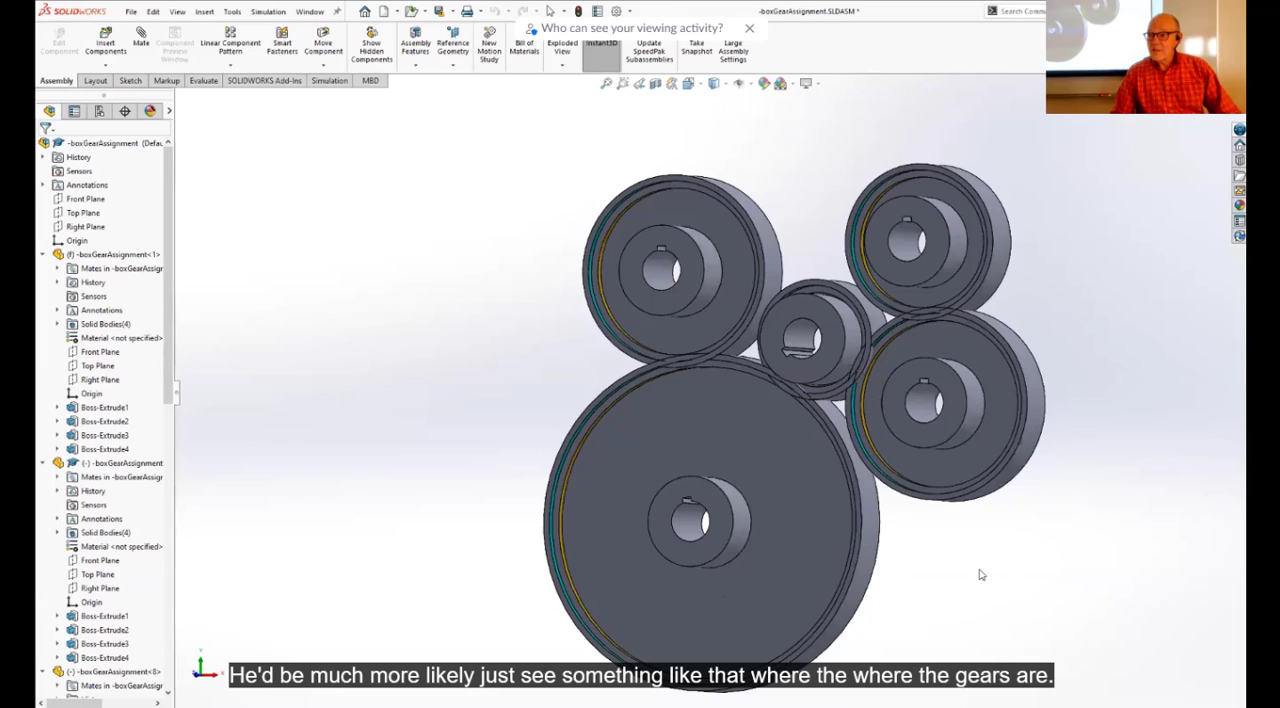 SOLIDWORKS File Edit View Insert Tools Simulation Window -boxGearAssignment.SLDASM * Search Comma
Who can see your viewing activity?
Edit Component
Insert Components
Mate
Component Preview Window
Linear Component Pattern
Smart Fasteners
Move Component
Show Hidden Components
Assembly Features
Reference Geometry
New Motion Study
Bill of Materials
Exploded View
Instant3D
Update SpeedPak Subassemblies
Take Snapshot
Large Assembly Settings
Assembly Layout Sketch Markup Evaluate SOLIDWORKS Add-Ins Simulation MBD
-boxGearAssignment (Defau
History
Sensors
Annotations
Front Plane
Top Plane
Right Plane
Origin
(f) -boxGearAssignment<1>
Mates in -boxGearAssigr
History
Sensors
Annotations
Solid Bodies(4)
Material <not specified>
Front Plane
Top Plane
Right Plane
Origin
Boss-Extrude1
Boss-Extrude2
Boss-Extrude3
Boss-Extrude4
(-) -boxGearAssignment
Mates in -boxGearAssigr
History
Sensors
Annotations
Solid Bodies(4)
Material <not specified>
Front Plane
Top Plane
Right Plane
Origin
Boss-Extrude1
Boss-Extrude2
Boss-Extrude3
Boss-Extrude4
(-) -boxGearAssignment<8>
Mates in -boxGearAssigr
He'd be much more likely just see something like that where the where the gears are.